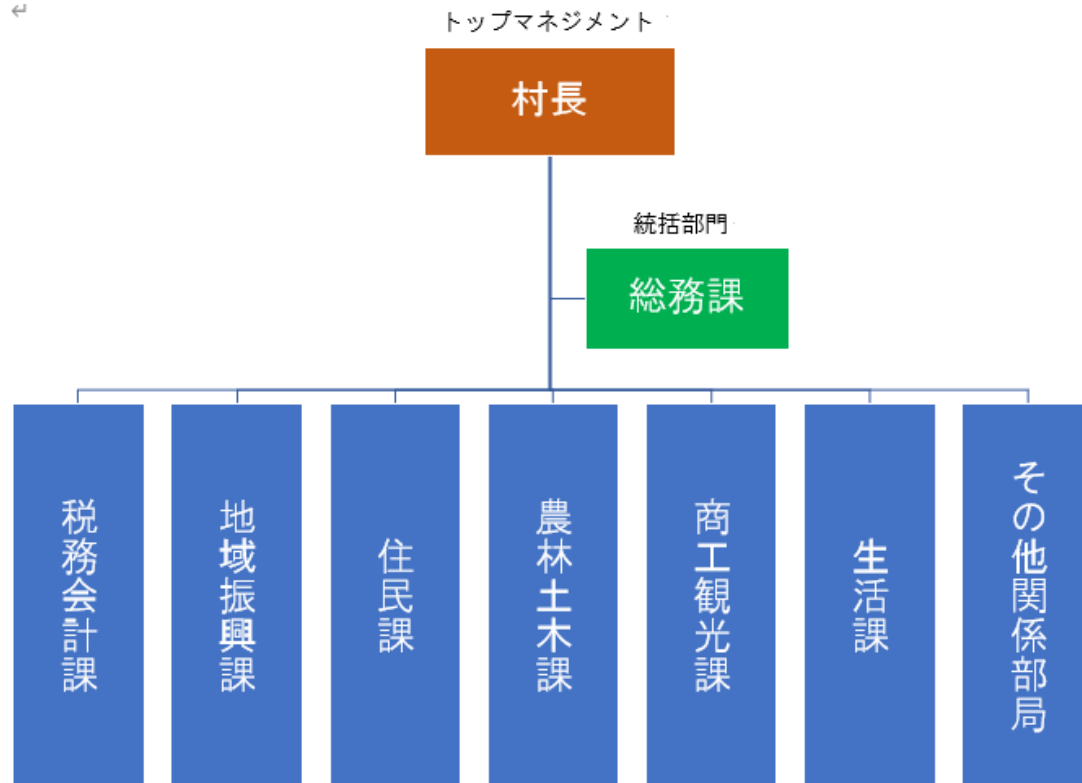 トップマネジメント
村長
統括部門
総務課
税務会計課
地域振興課
住民課
農林土木課
商工観光課
生活課
その他関係部局